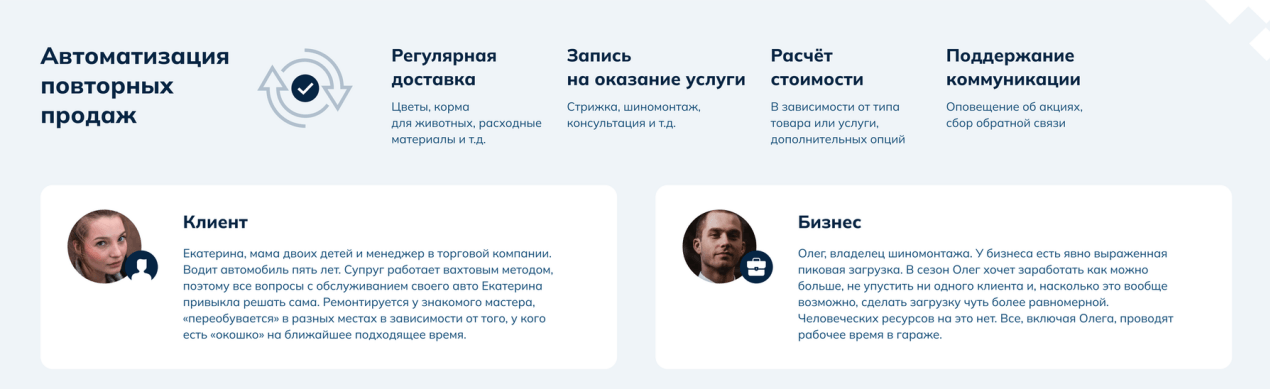 Автоматизация
повторных
продаж
Регулярная
доставка
Цветы, корма
для животных, расходные
материалы и т.д.
Запись
на оказание услуги
Стрижка, шиномонтаж,
консультация и т.д.
Расчёт
стоимости
В зависимости от типа
товара или услуги,
дополнительных опций
Поддержание
коммуникации
Оповещение об акциях,
сбор обратной связи
Клиент
Екатерина, мама двоих детей и менеджер в торговой компании.
Водит автомобиль пять лет. Супруг работает вахтовым методом,
поэтому все вопросы с обслуживанием своего авто Екатерина
привыкла решать сама. Ремонтируется у знакомого мастера,
«переобувается» в разных местах в зависимости от того, у кого
есть «окошко» на ближайшее подходящее время.
Бизнес
Олег, владелец шиномонтажа. У бизнеса есть явно выраженная
пиковая загрузка. В сезон Олег хочет заработать как можно
больше, не упустить ни одного клиента и, насколько это вообще
возможно, сделать загрузку чуть более равномерной.
Человеческих ресурсов на это нет. Все, включая Олега, проводят
рабочее время в гараже.